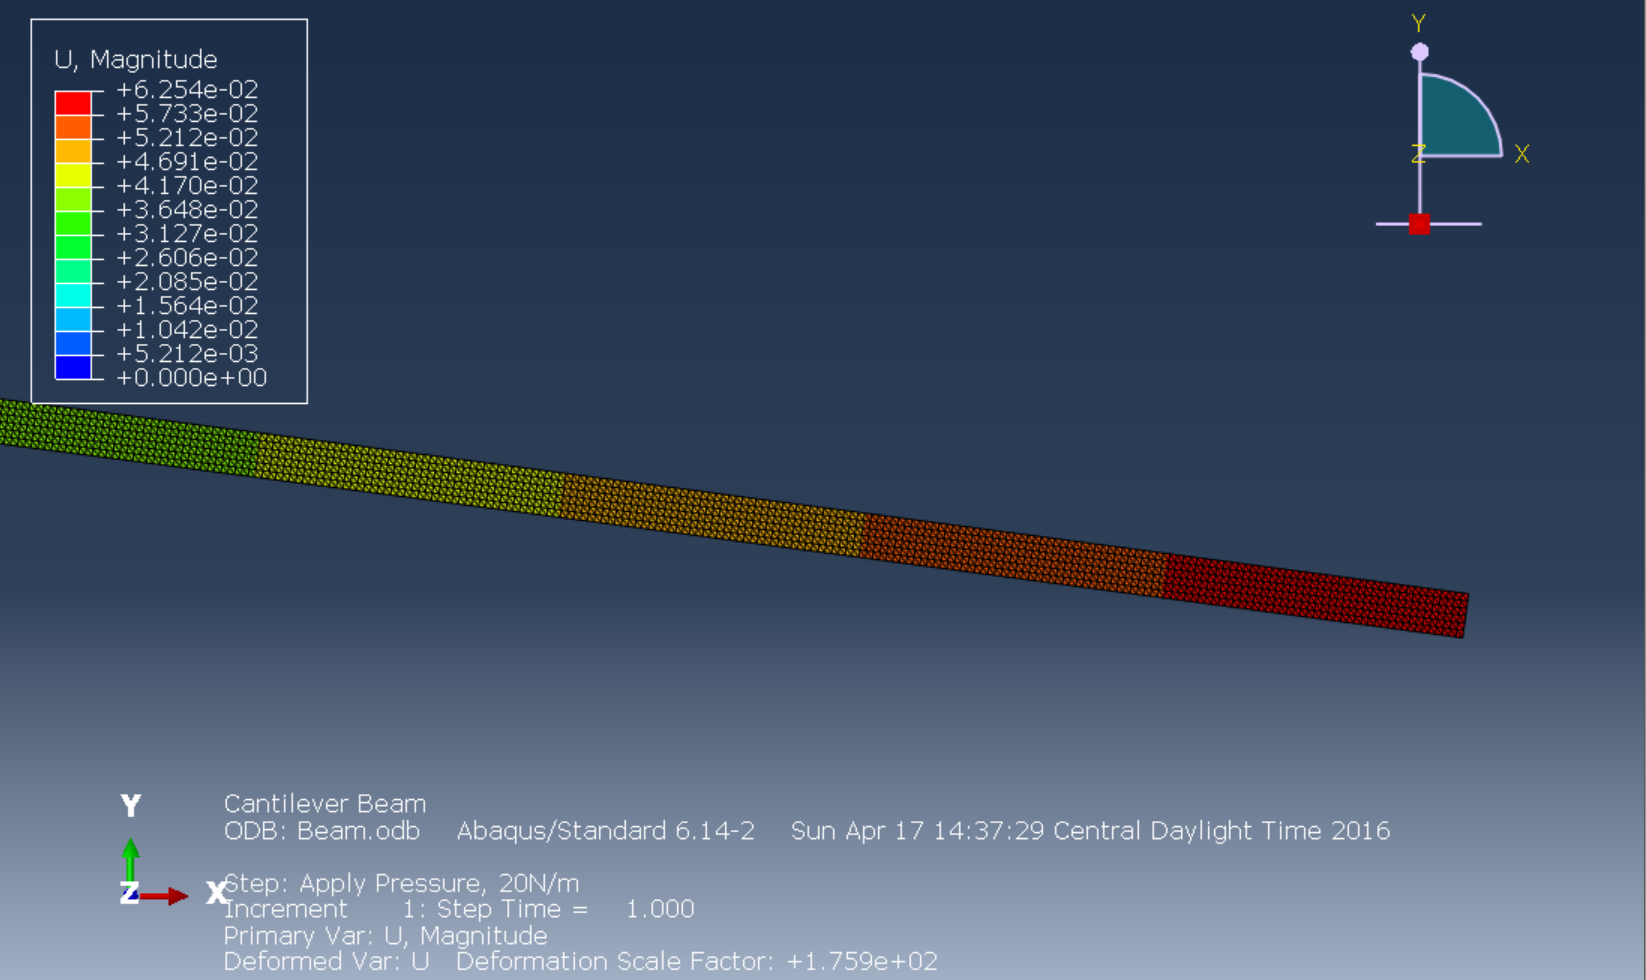 U, Magnitude
+6.254e-02
+5.733e-02
+5.212e-02
+4.691e-02
+4.170e-02
+3.648e-02
+3.127e-02
+2.606e-02
+2.085e-02
+1.564e-02
+1.042e-02
+5.212e-03
+0.000e+00
Y
Z
X
Y
Z
X
Cantilever Beam
ODB: Beam.odb Abaqus/Standard 6.14-2 Sun Apr 17 14:37:29 Central Daylight Time 2016
Step: Apply Pressure, 20N/m
Increment 1: Step Time = 1.000
Primary Var: U, Magnitude
Deformed Var: U Deformation Scale Factor: +1.759e+02